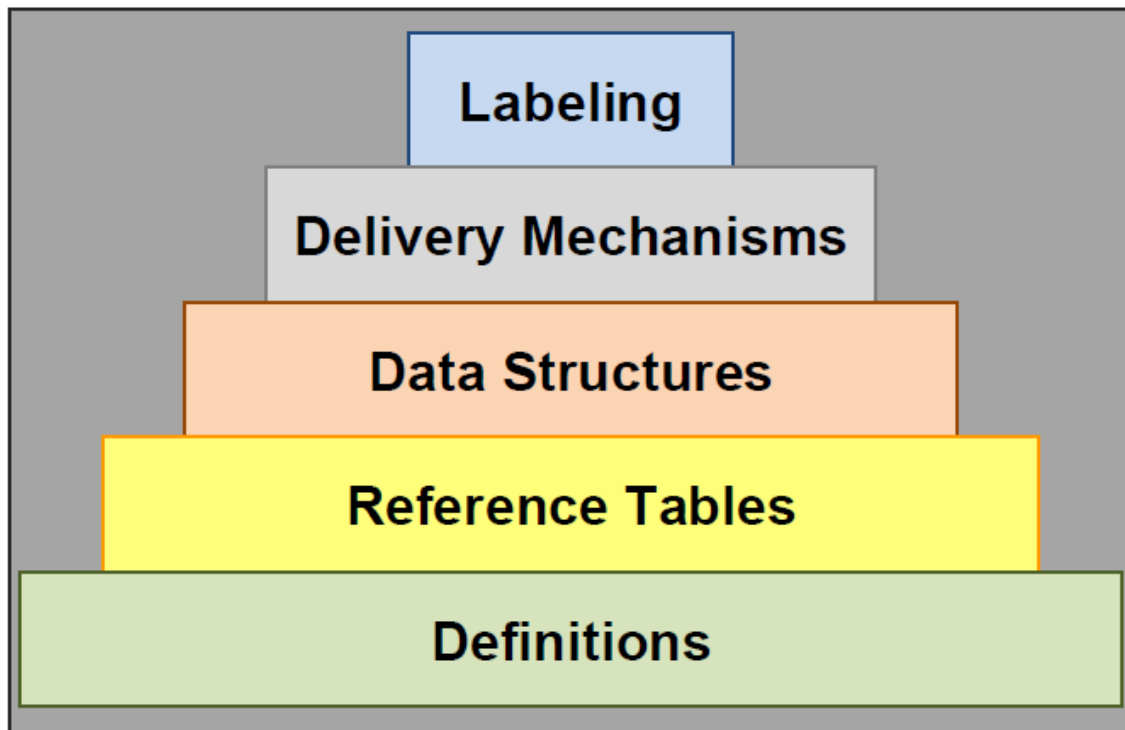 Labeling
Delivery Mechanisms
Data Structures
Reference Tables
Definitions